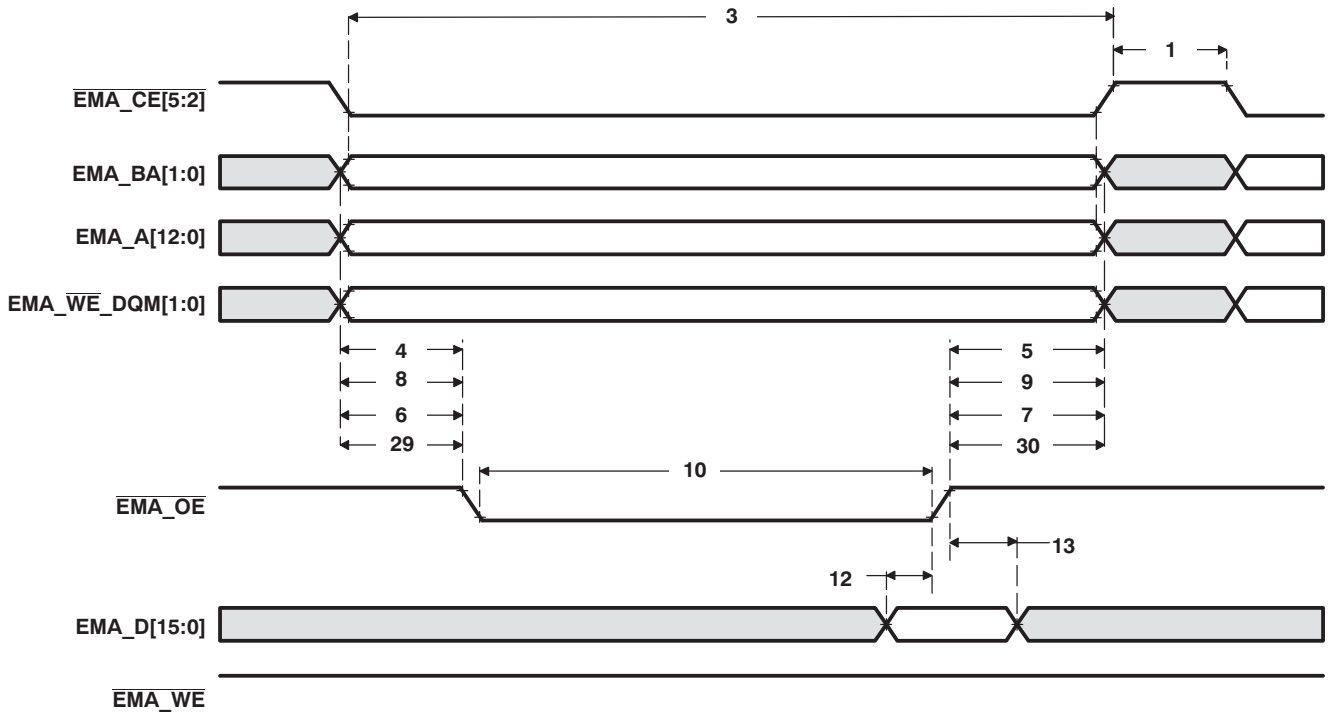 3
1
EMA_CE[5:2]
EMA_BA[1:0]
EMA_A[12:0]
EMA_WE_DQM[1:0]
4 5
8 9
6 7
29 30
10
EMA_OE
13
12
EMA_D[15:0]
EMA_WE